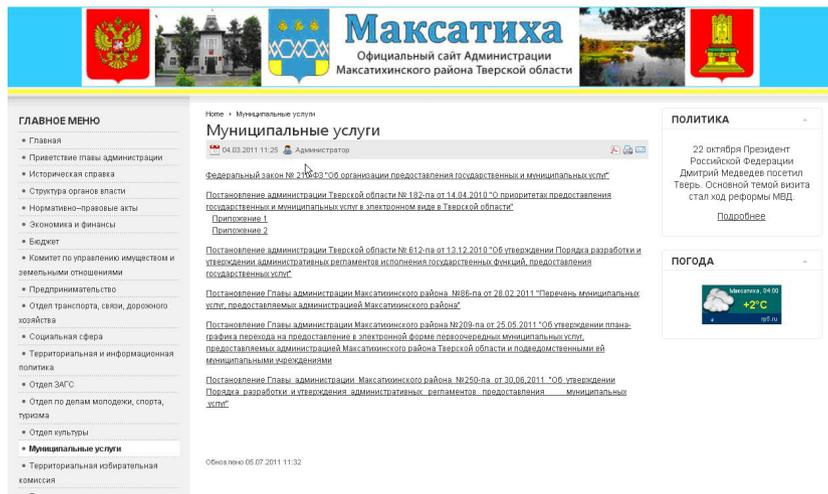 Максатиха
Официальный сайт Администрации
Максатихинского района Тверской области
ГЛАВНОЕ МЕНЮ
Главная
Приветствие главы администрации
Историческая справка
Структура органов власти
Нормативно–правовые акты
Экономика и финансы
Бюджет
Комитет по управлению имуществом и
земельными отношениями
Предпринимательство
Отдел транспорта, связи, дорожного
хозяйства
Социальная сфера
Территориальная и информационная
политика
Отдел ЗАГС
Отдел по делам молодежи, спорта,
туризма
Отдел культуры
Муниципальные услуги
Территориальная избирательная
комиссия
Home Муниципальные услуги
Муниципальные услуги
04.03.2011 11:25 Администратор
Федеральный закон № 210-ФЗ "Об организации предоставления государственных и муниципальных услуг"
Постановление администрации Тверской области № 182-па от 14.04.2010 "О приоритетах предоставления
государственных и муниципальных услуг в электронном виде в Тверской области"
Приложение 1
Приложение 2
Постановление администрации Тверской области № 612-па от 13.12.2010 "Об утверждении Порядка разработки и
утверждении административных регламентов исполнения государственных функций, предоставления
государственных услуг"
Постановление Главы администрации Максатихинского района №86-па от 28.02.2011 "Перечень муниципальных
услуг, предоставляемых администрацией Максатихинского района"
Постановление Главы администрации Максатихинского района №209-па от 25.05.2011 "Об утверждении плана-
графика перехода на предоставление в электронной форме первоочередных муниципальных услуг,
предоставляемых администрацией Максатихинского района Тверской области и подведомственными ей
муниципальными учреждениями
Постановление Главы администрации Максатихинского района №250-па от 30,06,2011 "Об утверждении
Порядка разработки и утверждения административных регламентов предоставления муниципальных
услуг"
Обновлено 05.07.2011 11:32
ПОЛИТИКА
22 октября Президент
Российской Федерации
Дмитрий Медведев посетил
Тверь. Основной темой визита
стал ход реформы МВД.
Подробнее
ПОГОДА
Максатиха, 04:00
+2°C
rp5.ru